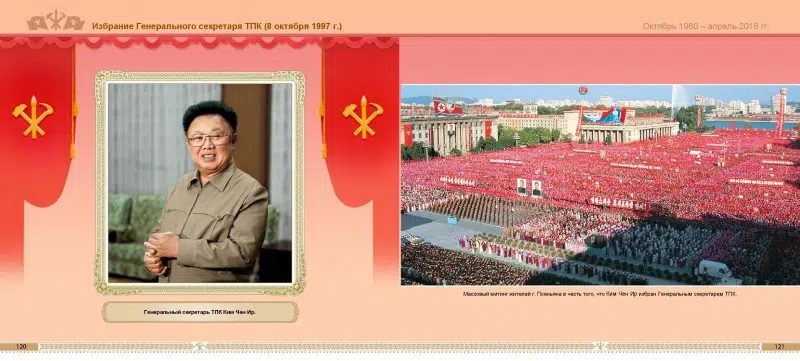 Избрание Генерального секретаря ТПК (8 октября 1997 г.)
Октябрь 1980 – апрель 2016 гг.
Генеральный секретарь ТПК Ким Чен Ир.
Массовый митинг жителей г. Пхеньяна в честь того, что Ким Чен Ир избран Генеральным секретарем ТПК.
120
121